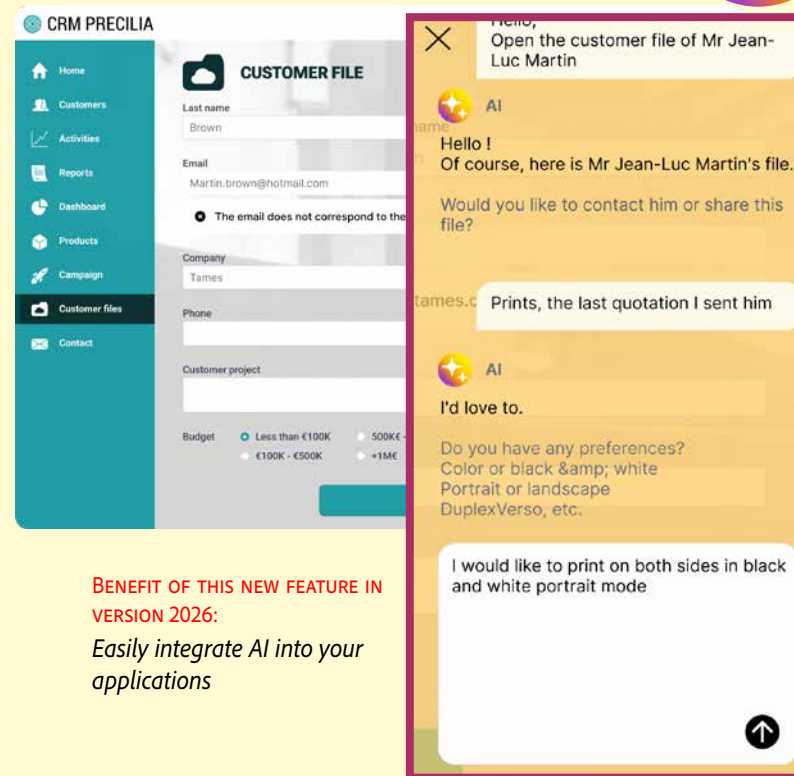 CRM PRECILIA
Home
Customers
Activities
Reports
Dashboard
Products
Campaign
Customer files
Contact
CUSTOMER FILE
Last name
Brown
Email
Martin.brown@hotmail.com
The email does not correspond to the
Company
Tames
Phone
Customer project
Budget
Less than €100K
500K€ -
€100K - €500K
+1M€
BENEFIT OF THIS NEW FEATURE IN
VERSION 2026:
Easily integrate AI into your
applications
Hello,
Open the customer file of Mr Jean-
Luc Martin
AI
name
Hello !
Of course, here is Mr Jean-Luc Martin's file.
Would you like to contact him or share this
file?
tames.c
Prints, the last quotation I sent him
AI
I'd love to.
Do you have any preferences?
Color or black &amp; white
Portrait or landscape
DuplexVerso, etc.
I would like to print on both sides in black
and white portrait mode